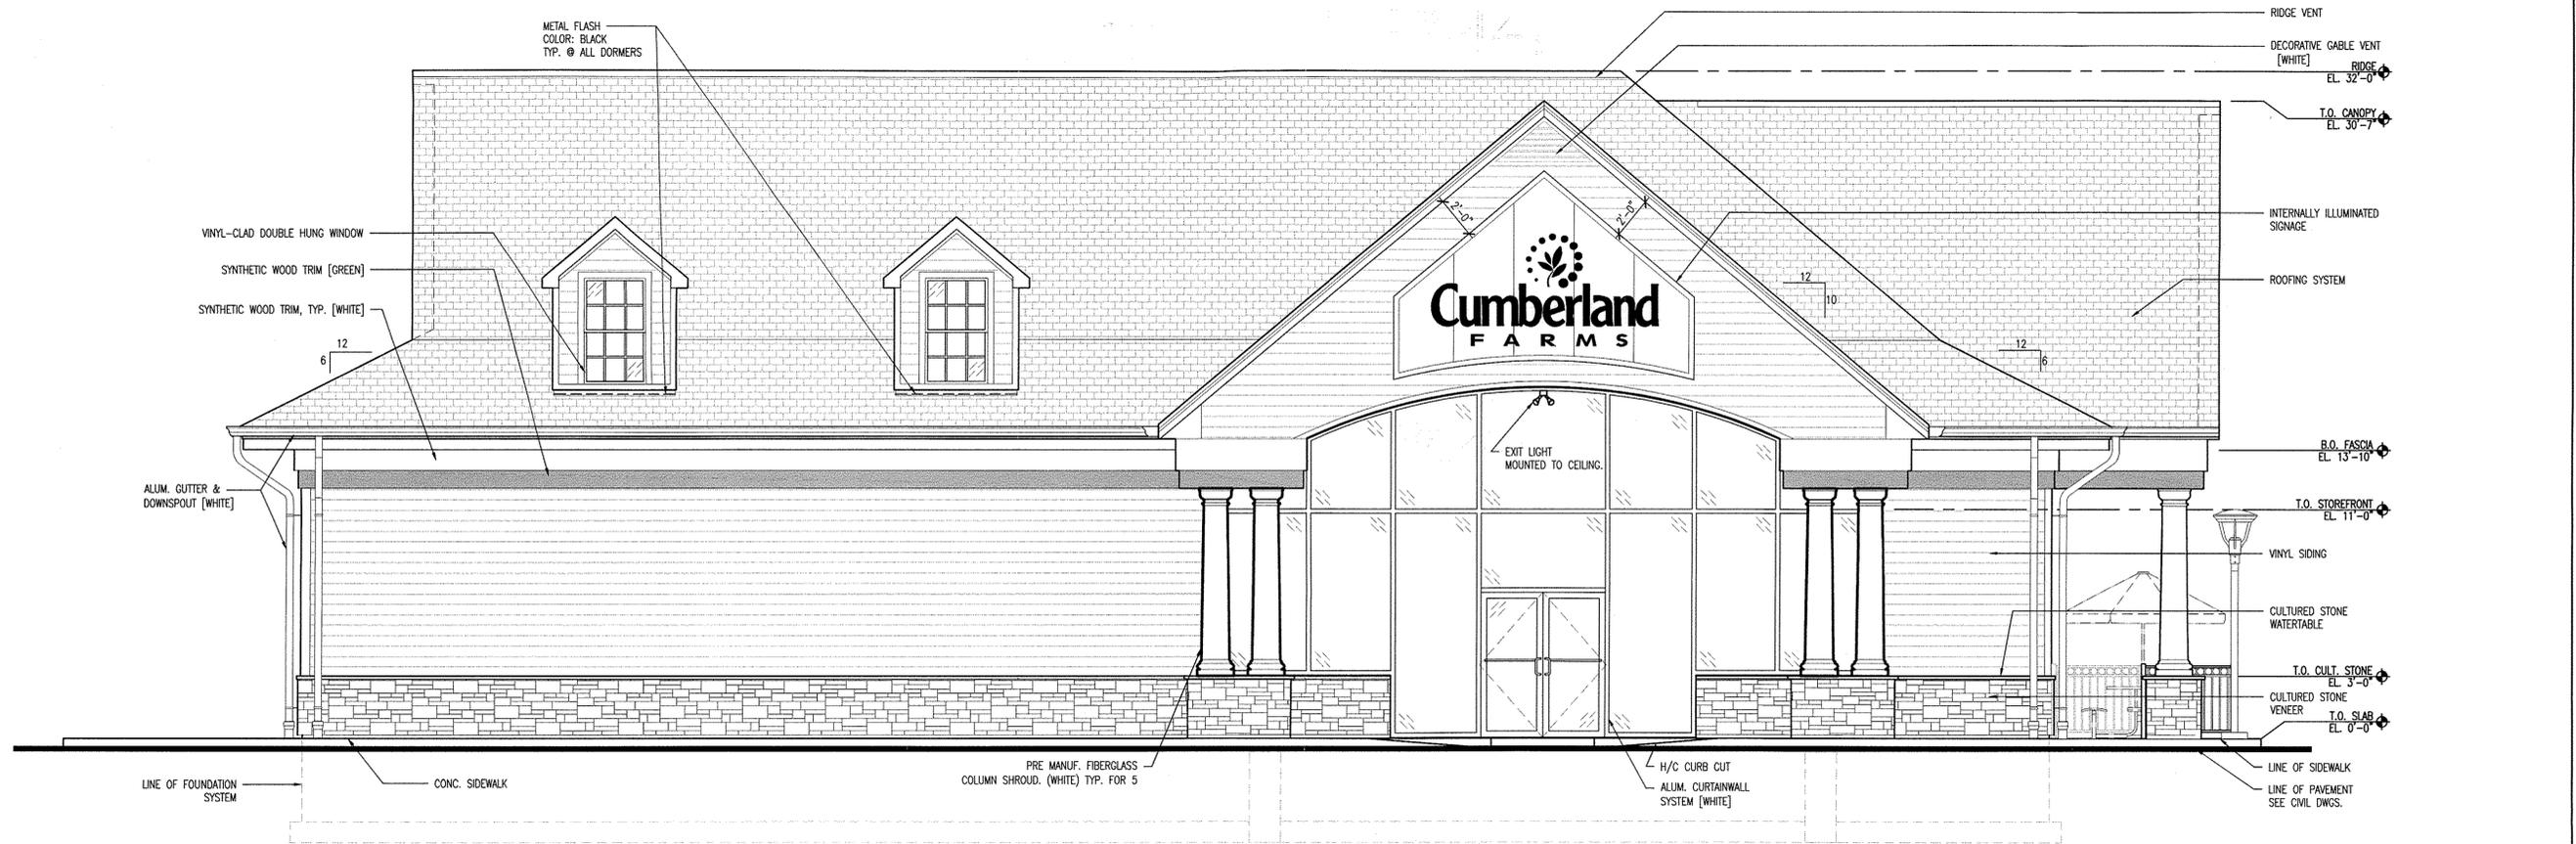 METAL FLASH
COLOR: BLACK
TYP. @ ALL DORMERS
RIDGE VENT
DECORATIVE GABLE VENT
[WHITE]
RIDGE
EL. 32'-0"
T.O. CANOPY
EL. 30'-7"
VINYL-CLAD DOUBLE HUNG WINDOW
SYNTHETIC WOOD TRIM [GREEN]
SYNTHETIC WOOD TRIM, TYP. [WHITE]
12
6
2'-0"
2'-0"
Cumberland
FARMS
12
10
12
6
INTERNALLY ILLUMINATED
SIGNAGE
ROOFING SYSTEM
EXIT LIGHT
MOUNTED TO CEILING.
B.O. FASCIA
EL. 13'-10"
ALUM. GUTTER &
DOWNSPOUT [WHITE]
T.O. STOREFRONT
EL. 11'-0"
VINYL SIDING
CULTURED STONE
WATERTABLE
T.O. CULT. STONE
EL. 3'-0"
CULTURED STONE
VENEER
T.O. SLAB
EL. 0'-0"
LINE OF FOUNDATION
SYSTEM
CONC. SIDEWALK
PRE MANUF. FIBERGLASS
COLUMN SHROUD. (WHITE) TYP. FOR 5
H/C CURB CUT
ALUM. CURTAINWALL
SYSTEM [WHITE]
LINE OF SIDEWALK
LINE OF PAVEMENT
SEE CIVIL DWGS.